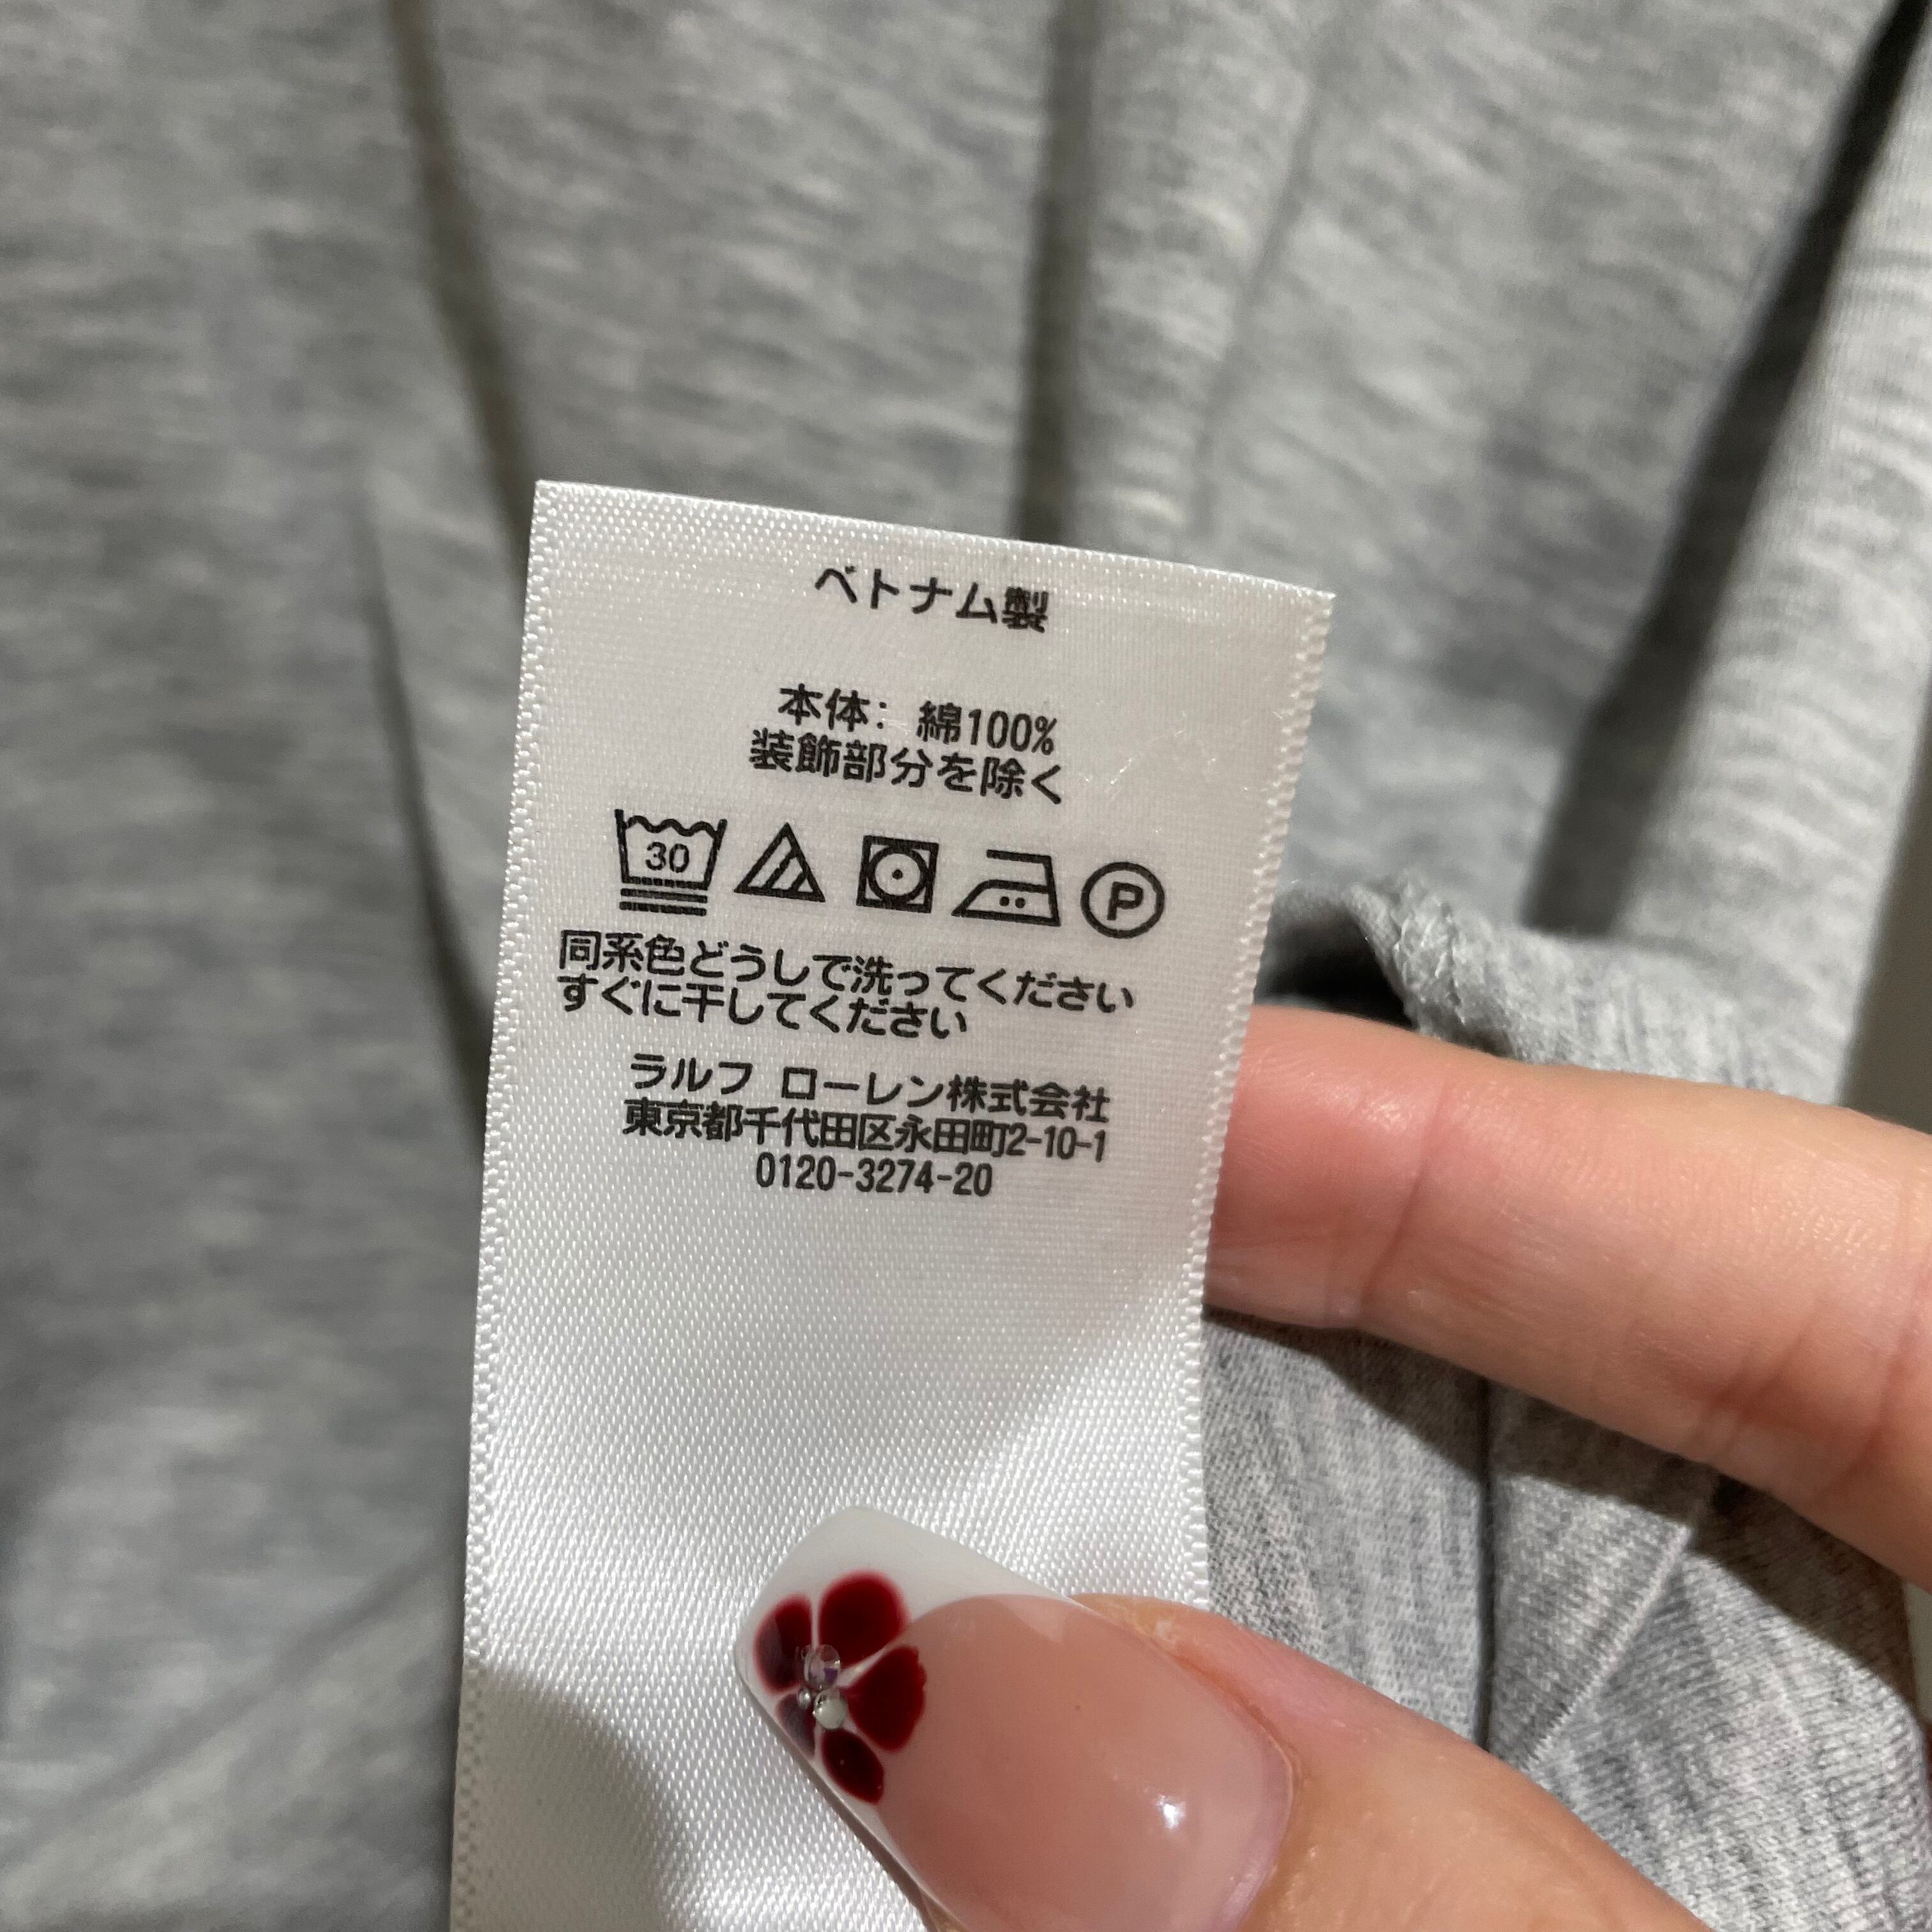 ベトナム製
本体: 綿100%
装飾部分を除く
30 P
同系色どうしで洗ってください
すぐに干してください
ラルフ ローレン株式会社
東京都千代田区永田町2-10-1
0120-3274-20